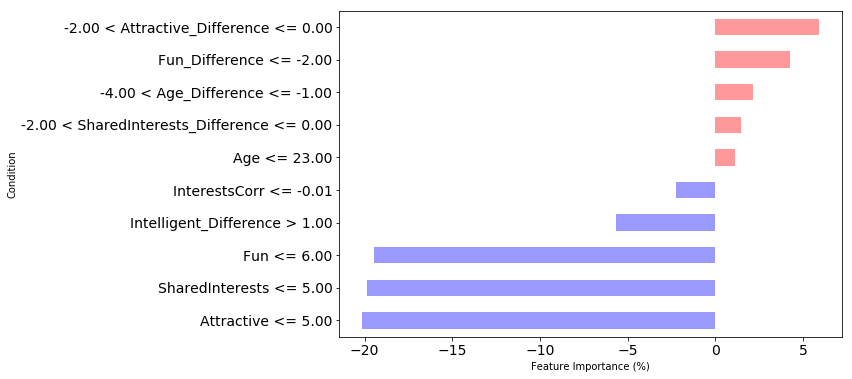 -2.00 < Attractive_Difference <= 0.00
Fun_Difference <= -2.00
-4.00 < Age_Difference <= -1.00
-2.00 < SharedInterests_Difference <= 0.00
Age <= 23.00
InterestsCorr <= -0.01
Intelligent_Difference > 1.00
Fun <= 6.00
SharedInterests <= 5.00
Attractive <= 5.00
Condition
−20 −15 −10 −5 0 5
Feature Importance (%)